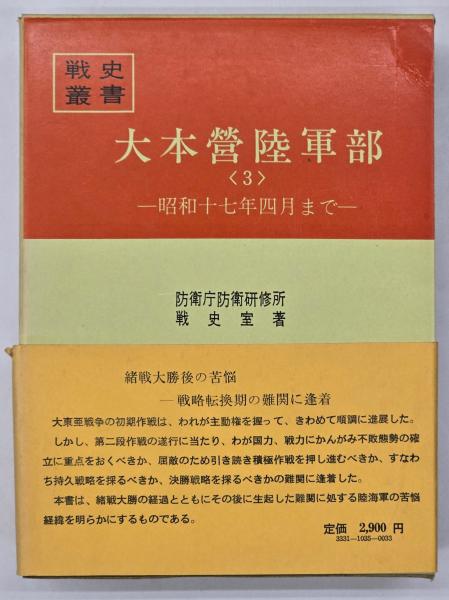 戦史
叢書
大本營陸軍部
〈3〉
―昭和十七年四月まで―
防衛庁防衛研修所
戦史室著
緒戦大勝後の苦悩
―戦略転換期の難関に逢着
大東亜戦争の初期作戦は、われが主動権を握って、きわめて順調に進展した。
しかし、第二段作戦の遂行に当たり、わが国力、戦力にかんがみ不敗態勢の確
立に重点をおくべきか、屈敵のため引き続き積極作戦を押し進むべきか、すなわ
ち持久戦略を採るべきか、決勝戦略を採るべきかの難関に逢着した。
本書は、緒戦大勝の経過とともにその後に生起した難関に処する陸海軍の苦悩
経緯を明らかにするものである。
定価 2,900 円
3331―1035―0033